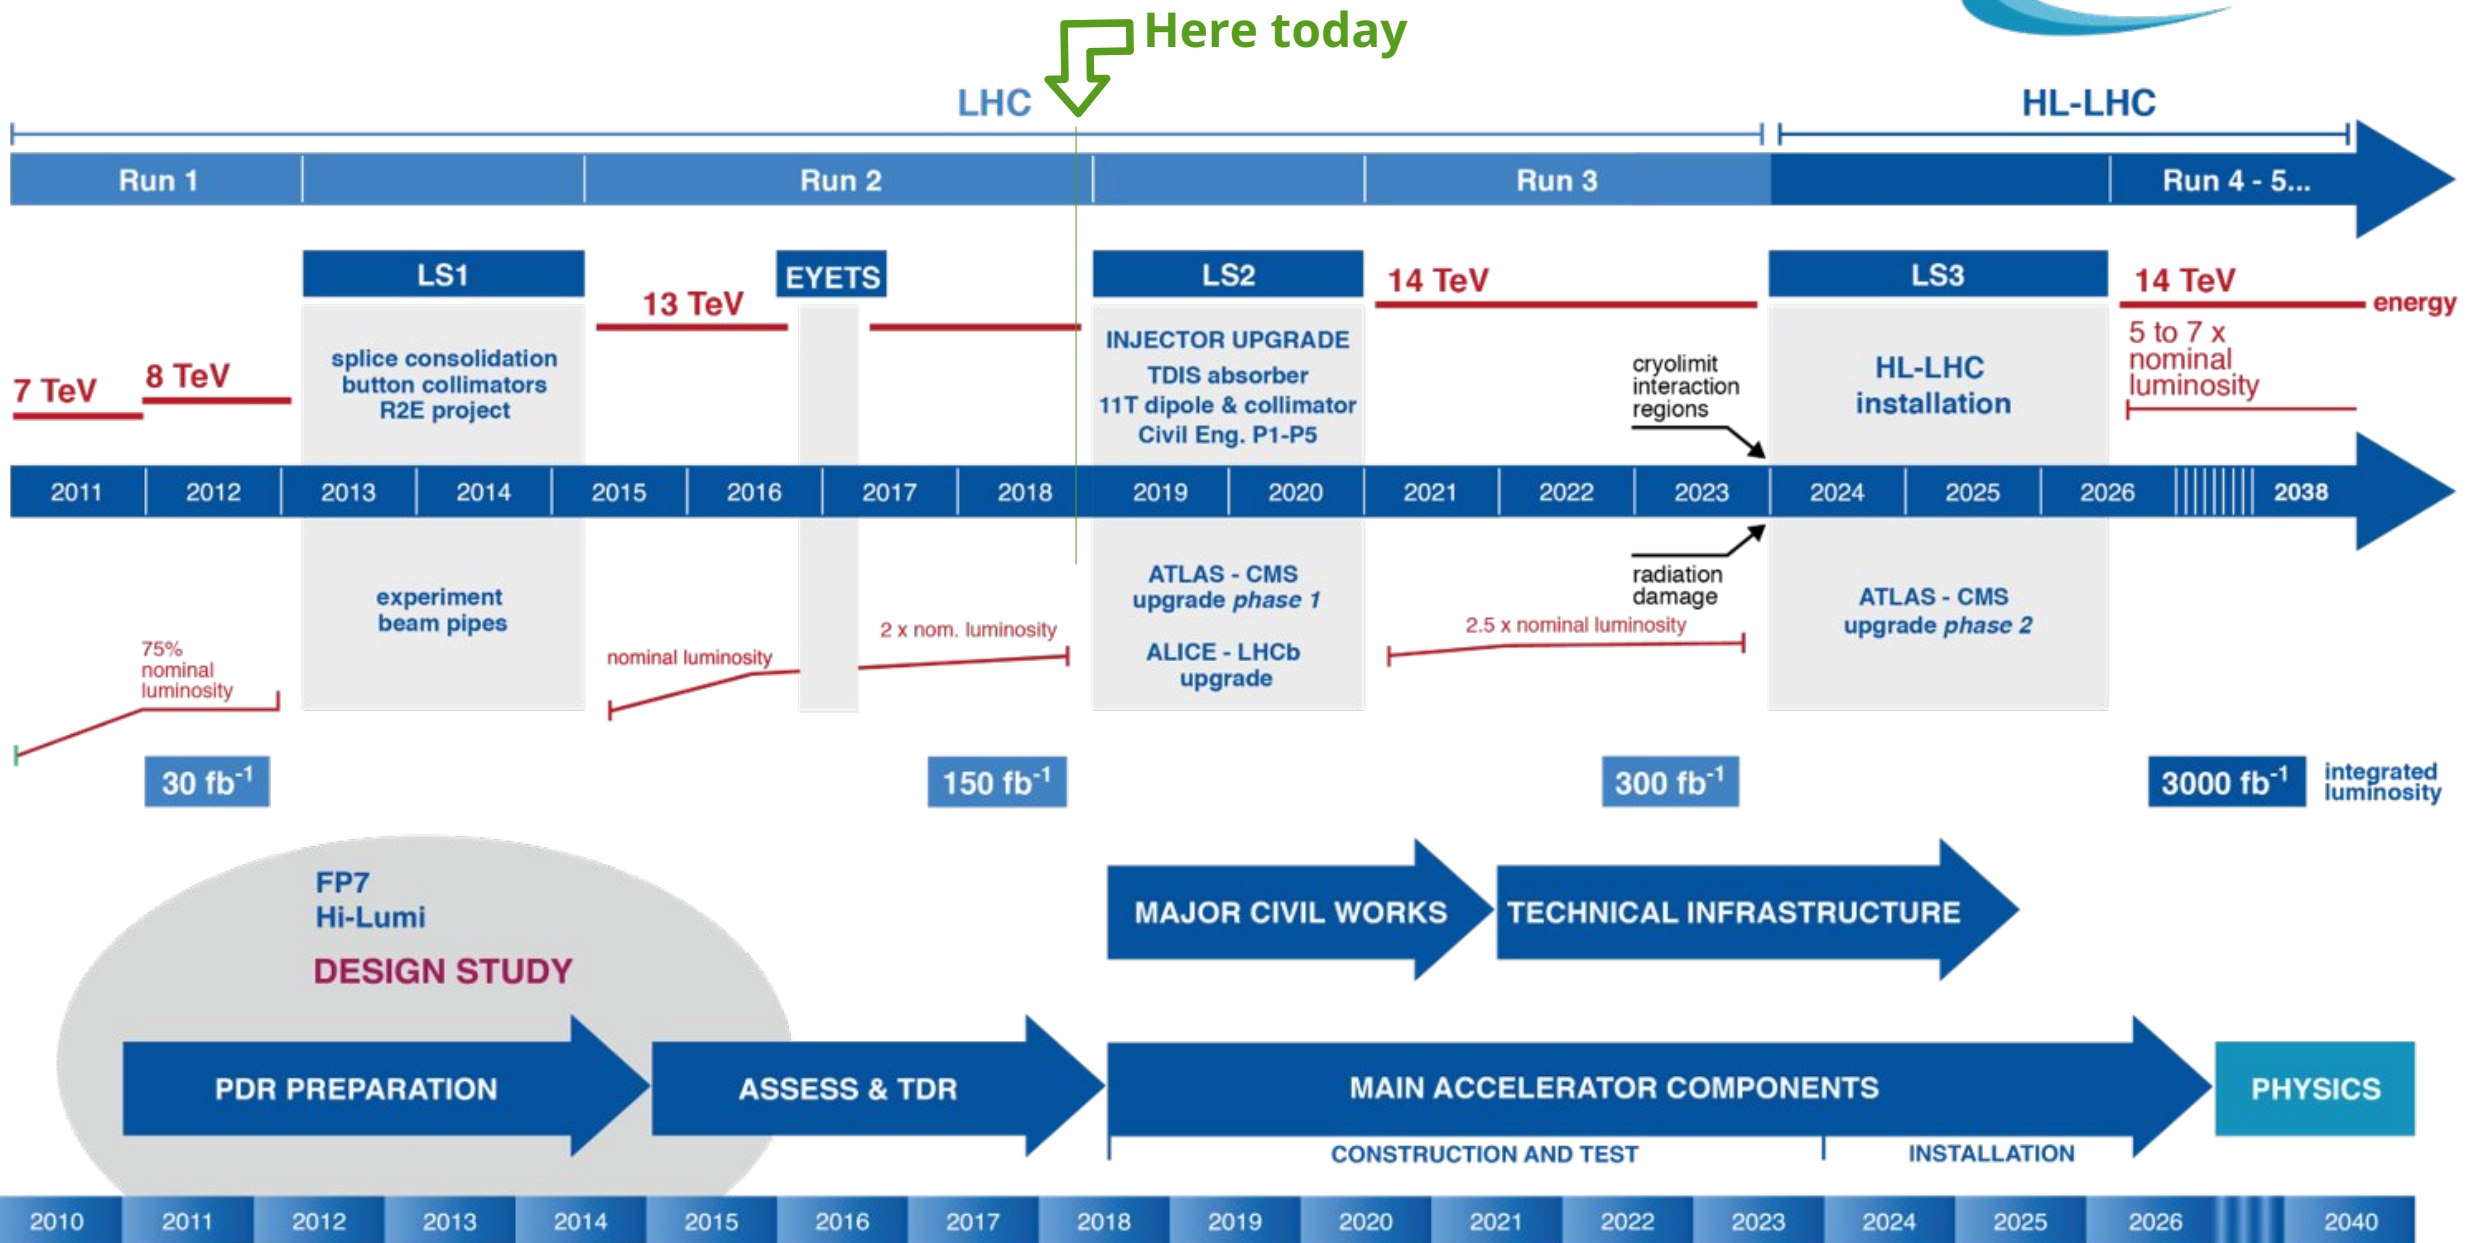 Here today
LHC
HL-LHC
Run 1
Run 2
Run 3
Run 4 - 5...
LS1
EYETS
LS2
LS3
7 TeV
8 TeV
13 TeV
14 TeV
14 TeV
energy
splice consolidation
button collimators
R2E project
INJECTOR UPGRADE
TDIS absorber
11T dipole & collimator
Civil Eng. P1-P5
cryolimit
interaction
regions
HL-LHC
installation
5 to 7 x
nominal
luminosity
2011 2012 2013 2014 2015 2016 2017 2018 2019 2020 2021 2022 2023 2024 2025 2026 2038
75%
nominal
luminosity
experiment
beam pipes
nominal luminosity
2 x nom. luminosity
ATLAS - CMS
upgrade phase 1
ALICE - LHCb
upgrade
radiation
damage
2.5 x nominal luminosity
ATLAS - CMS
upgrade phase 2
30 fb-1
150 fb-1
300 fb-1
3000 fb-1
integrated
luminosity
FP7
Hi-Lumi
DESIGN STUDY
MAJOR CIVIL WORKS
TECHNICAL INFRASTRUCTURE
PDR PREPARATION
ASSESS & TDR
MAIN ACCELERATOR COMPONENTS
PHYSICS
CONSTRUCTION AND TEST
INSTALLATION
2010 2011 2012 2013 2014 2015 2016 2017 2018 2019 2020 2021 2022 2023 2024 2025 2026 2040